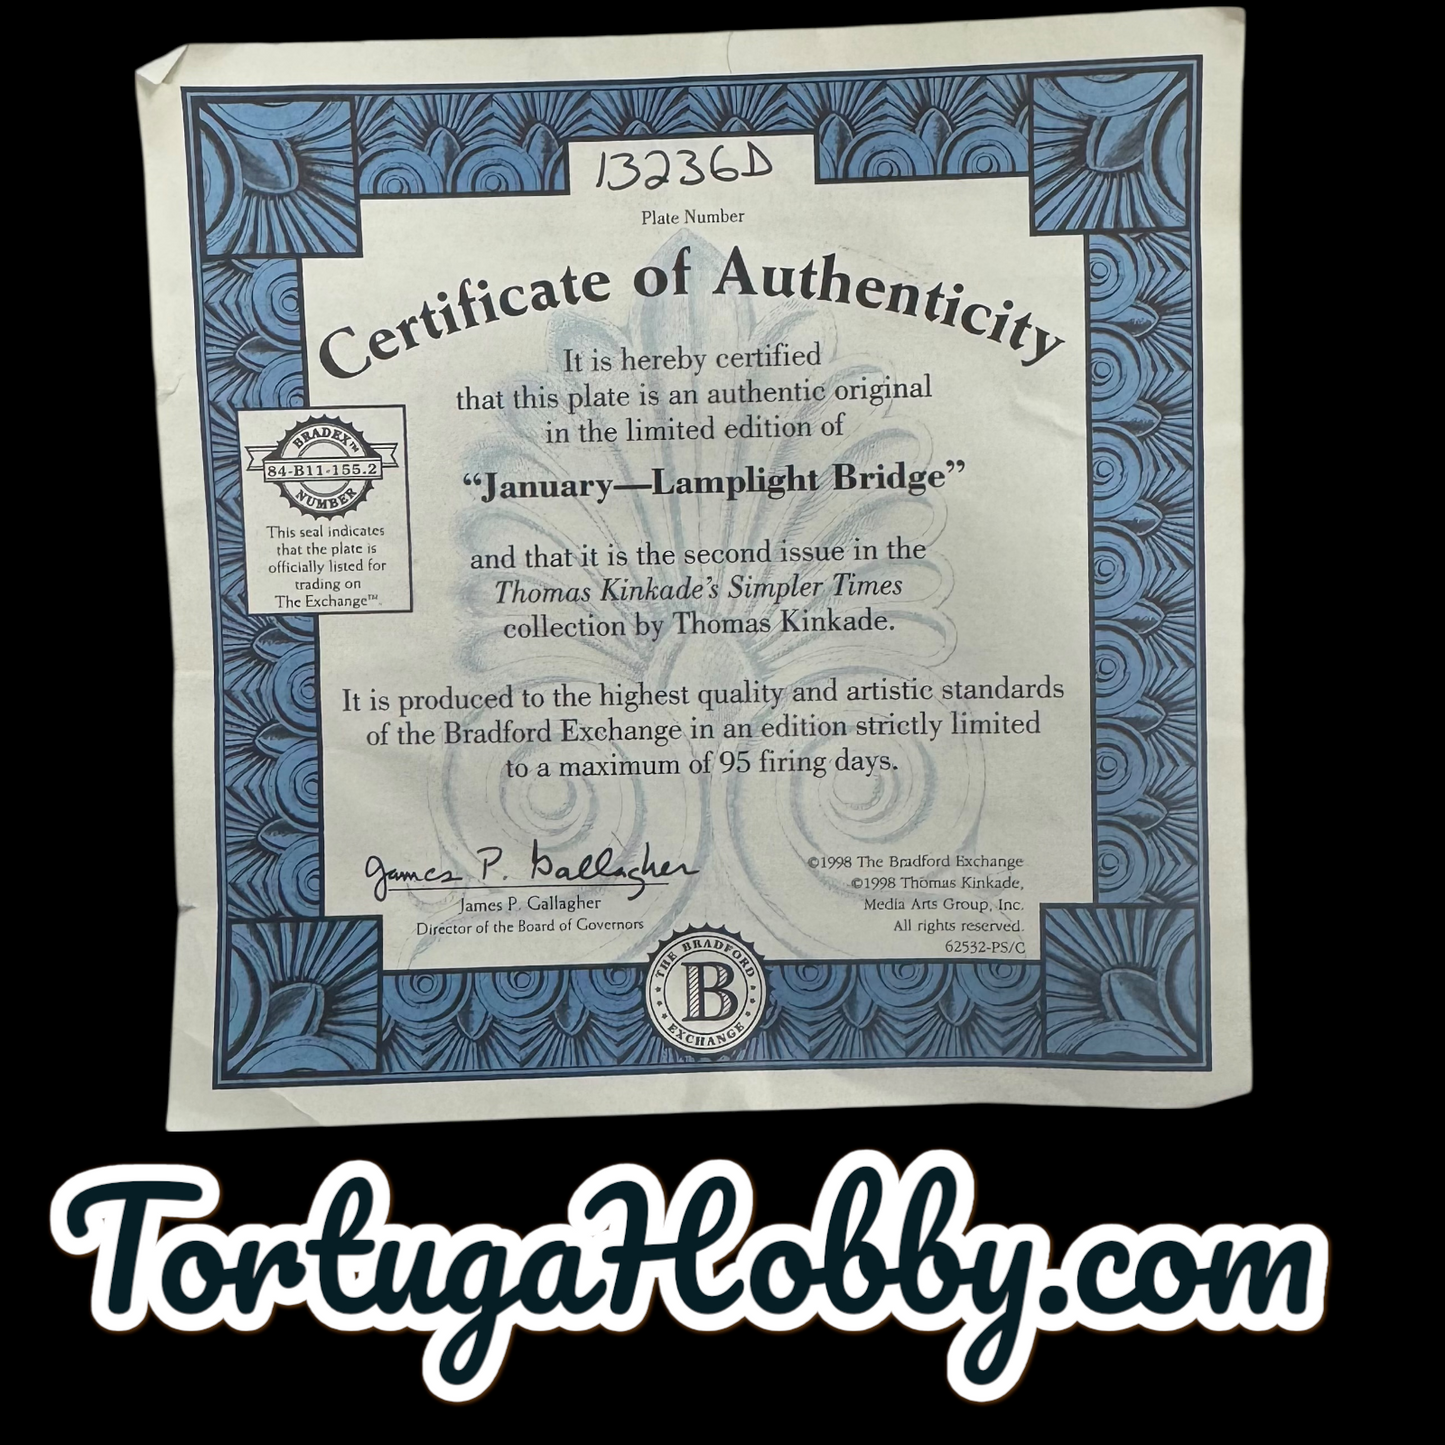 13236D
Plate Number
Certificate of Authenticity
It is hereby certified
that this plate is an authentic original
in the limited edition of
“January—Lamplight Bridge”
and that it is the second issue in the
Thomas Kinkade’s Simpler Times
collection by Thomas Kinkade.
It is produced to the highest quality and artistic standards
of the Bradford Exchange in an edition strictly limited
to a maximum of 95 firing days.
BRADEX™
84-B11-155.2
NUMBER
This seal indicates
that the plate is
officially listed for
trading on
The Exchange™
James P. Gallagher
James P. Gallagher
Director of the Board of Governors
©1998 The Bradford Exchange
©1998 Thomas Kinkade,
Media Arts Group, Inc.
All rights reserved.
62532-PS/C
THE BRADFORD
B
EXCHANGE
TortugaHobby.com